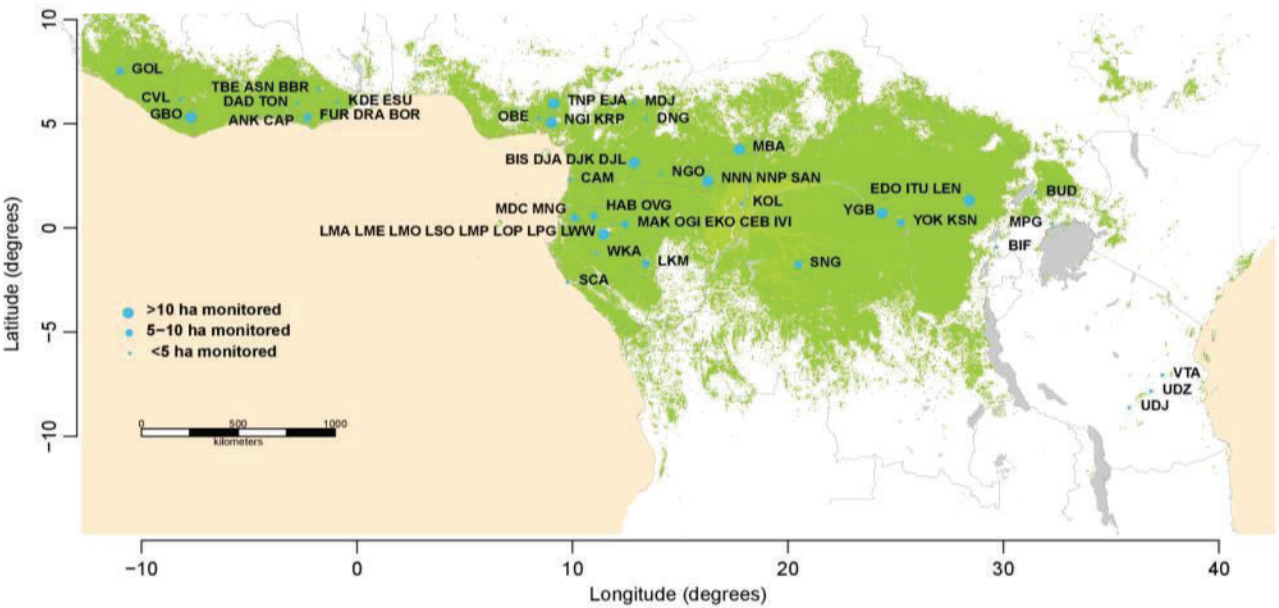 10
5
0
−5
−10
Latitude (degrees)
GOL
CVL
GBO
TBE ASN BBR
DAD TON
ANK CAP
KDE ESU
FUR DRA BOR
OBE
TNP EJA
NGI KRP
MDJ
DNG
BIS DJA DJK DJL
CAM
NGO
MBA
NNN NNP SAN
KOL
HAB OVG
MDC MNG
MAK OGI EKO CEB IVI
LMA LME LMO LSO LMP LOP LPG LWW
WKA
LKM
SCA
SNG
EDO ITU LEN
YGB
YOK KSN
BUD
MPG
BIF
VTA
UDZ
UDJ
>10 ha monitored
5−10 ha monitored
<5 ha monitored
0 500 1000
kilometers
−10 0 10 20 30 40
Longitude (degrees)